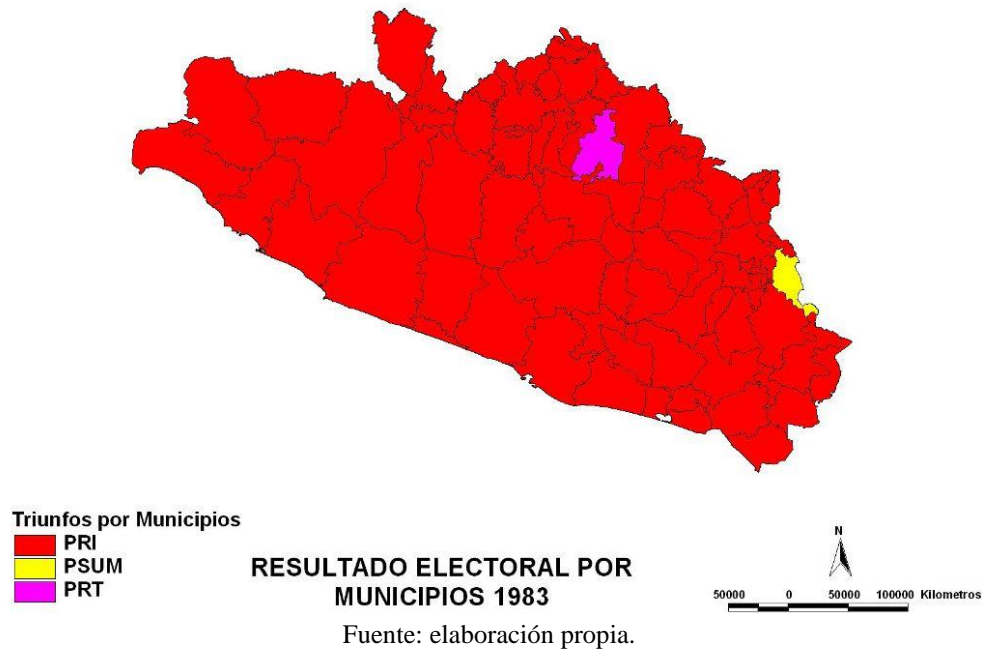 Triunfos por Municipios
PRI
PSUM
PRT
RESULTADO ELECTORAL POR
MUNICIPIOS 1983
N
50000 0 50000 100000 Kilometros
Fuente: elaboración propia.